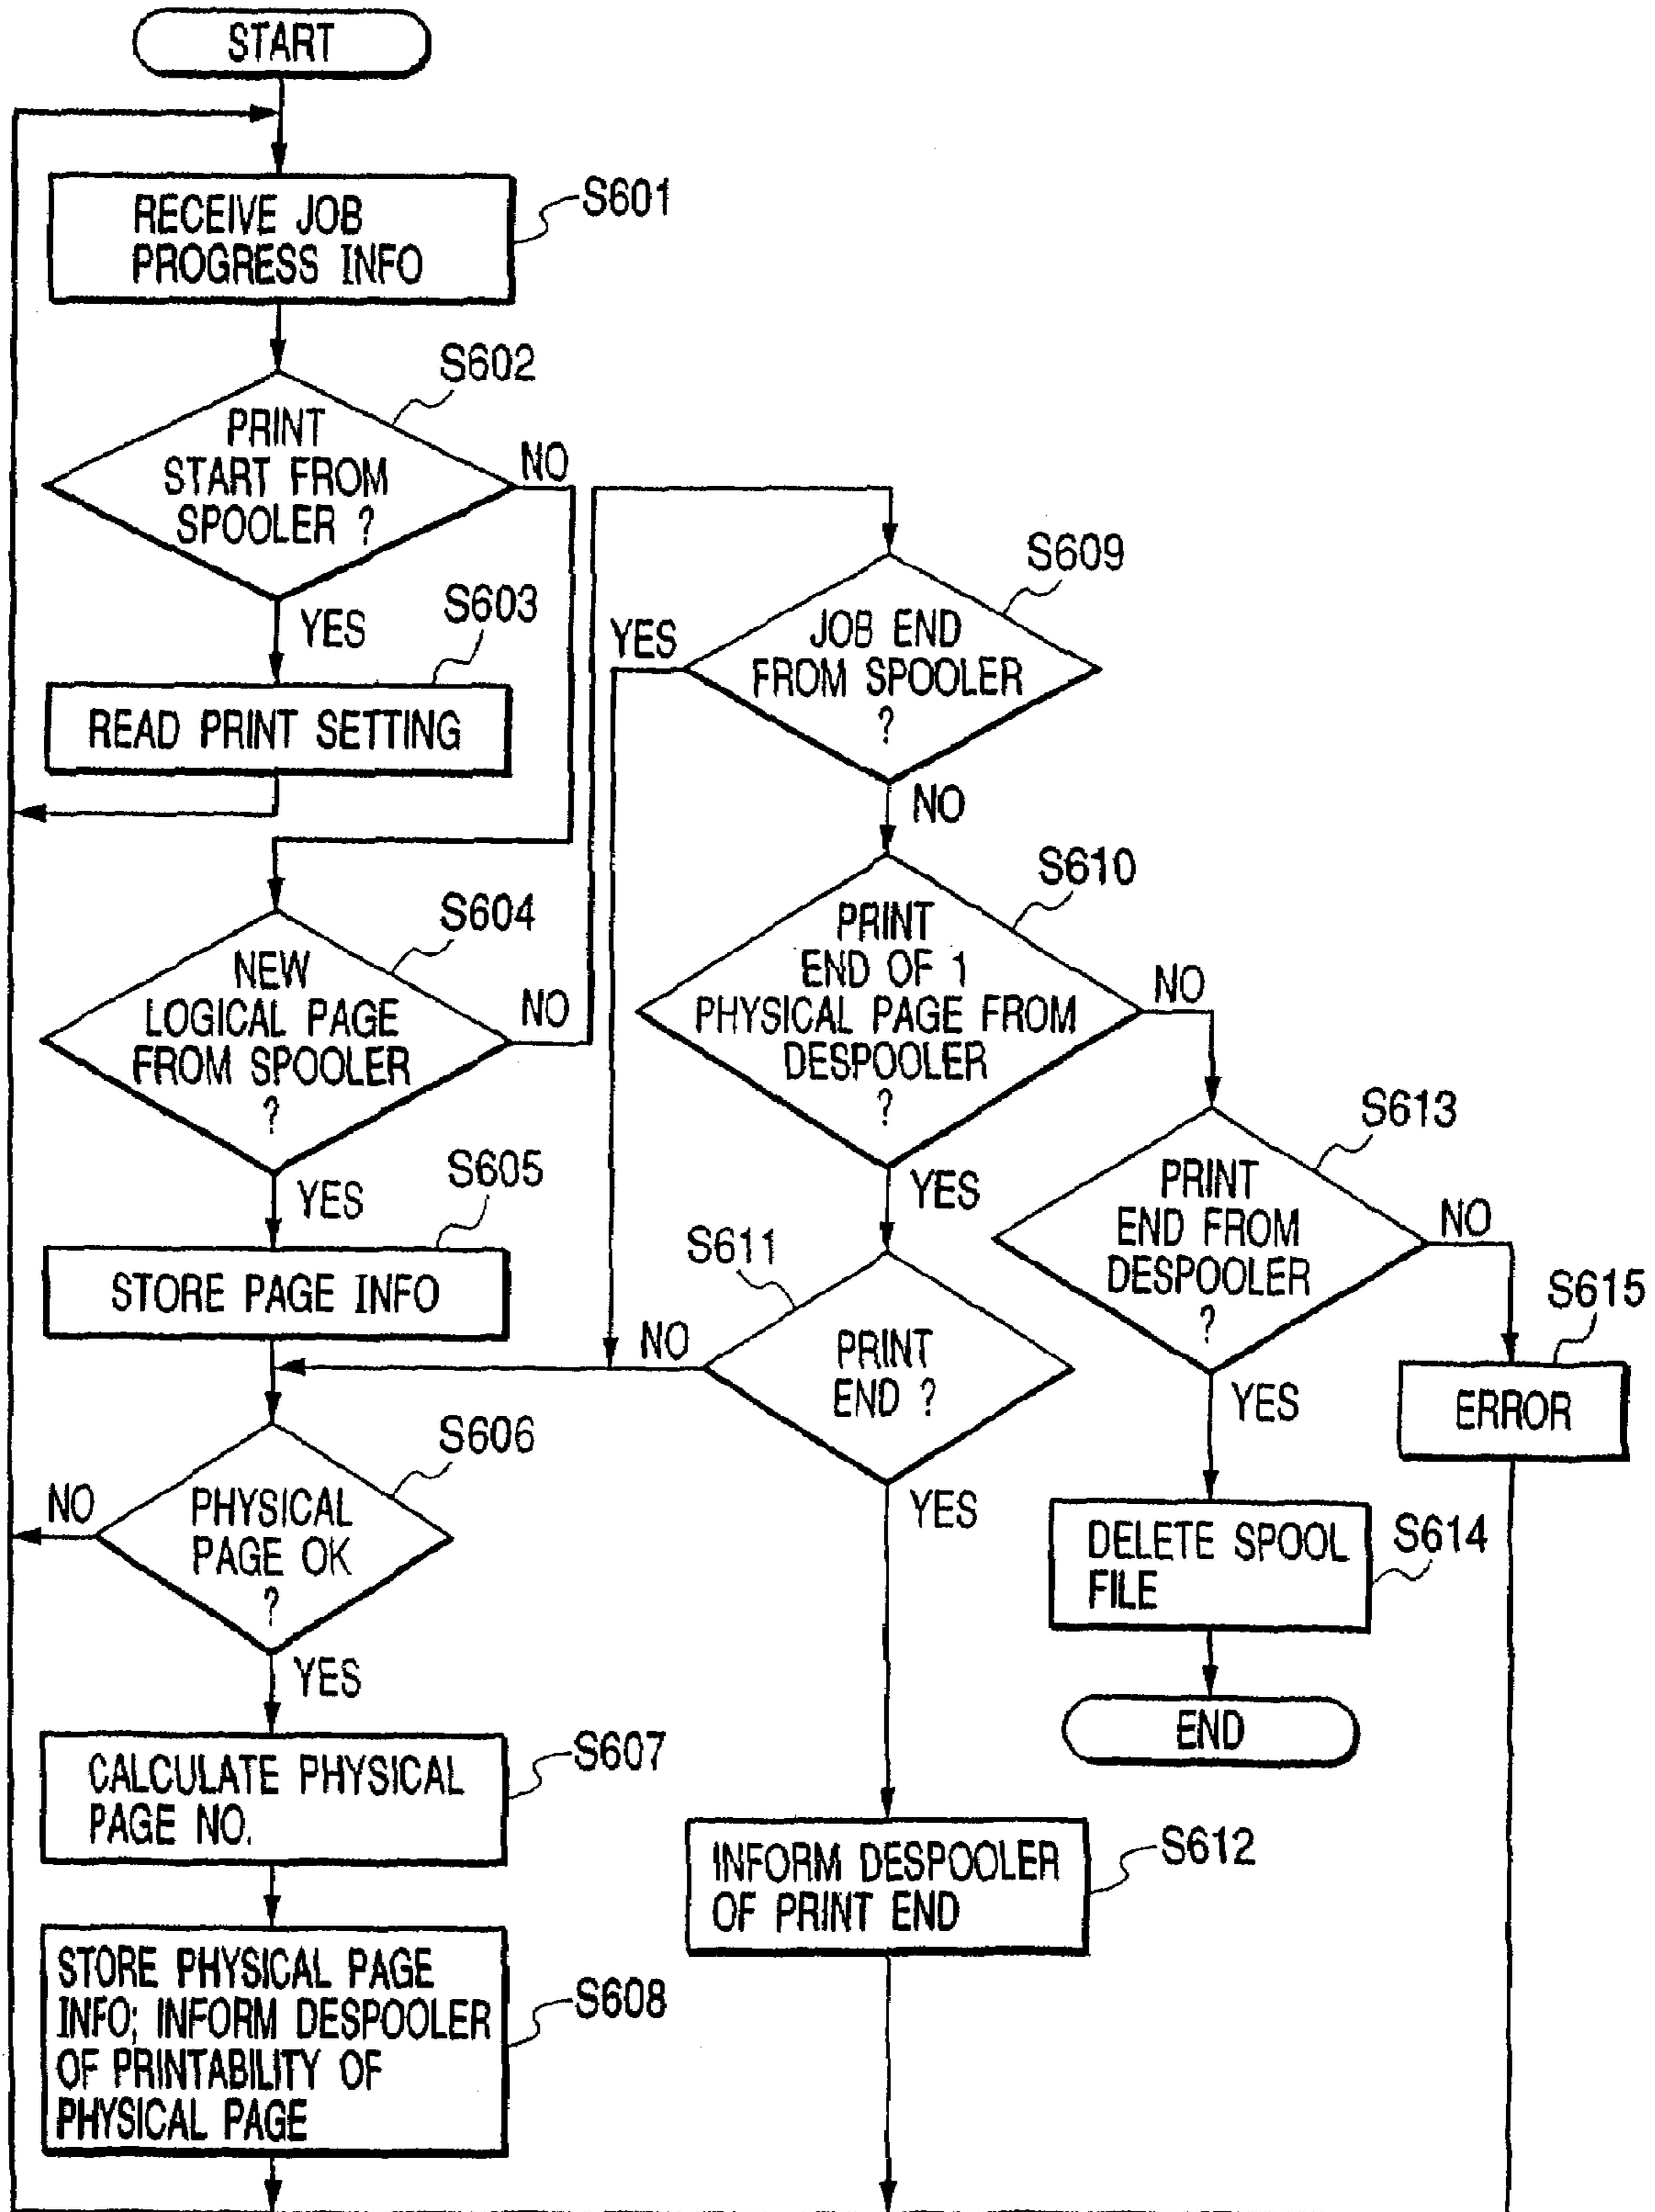 START
RECEIVE JOB
PROGRESS INFO
S601
S602
PRINT
START FROM
SPOOLER ?
NO
YES
S603
READ PRINT SETTING
S604
NEW
LOGICAL PAGE
FROM SPOOLER
?
NO
YES
S605
STORE PAGE INFO
S606
PHYSICAL
PAGE OK
?
NO
YES
CALCULATE PHYSICAL
PAGE NO.
S607
STORE PHYSICAL PAGE
INFO; INFORM DESPOOLER
OF PRINTABILITY OF
PHYSICAL PAGE
S608
S609
JOB END
FROM SPOOLER
?
YES
NO
S610
PRINT
END OF 1
PHYSICAL PAGE FROM
DESPOOLER
?
NO
YES
S611
PRINT
END ?
NO
YES
INFORM DESPOOLER
OF PRINT END
S612
S613
PRINT
END FROM
DESPOOLER
?
NO
YES
DELETE SPOOL
FILE
S614
END
S615
ERROR